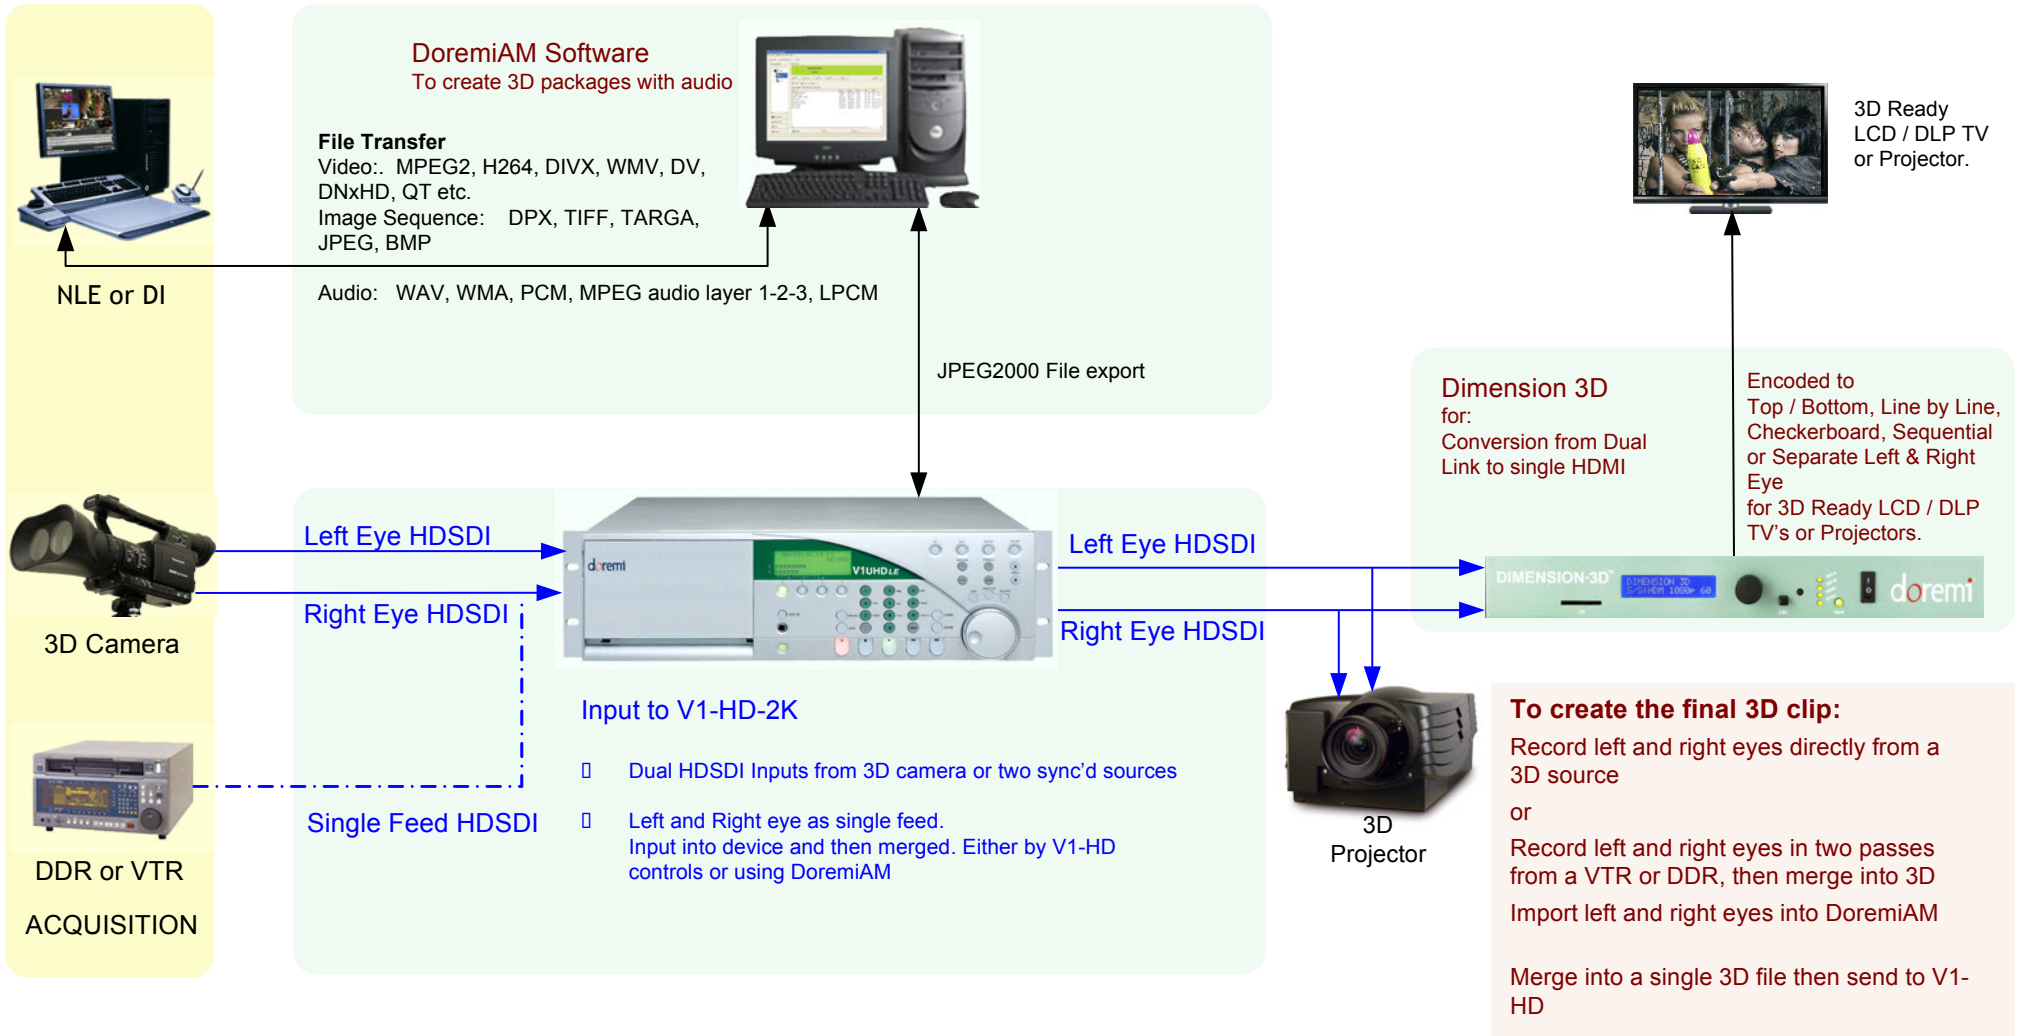 DoremiAM Software
To create 3D packages with audio
File Transfer
Video:. MPEG2, H264, DIVX, WMV, DV,
DNxHD, QT etc.
Image Sequence: DPX, TIFF, TARGA,
JPEG, BMP
Audio: WAV, WMA, PCM, MPEG audio layer 1-2-3, LPCM
NLE or DI
JPEG2000 File export
3D Ready
LCD / DLP TV
or Projector.
Dimension 3D
for:
Conversion from Dual
Link to single HDMI
Encoded to
Top / Bottom, Line by Line,
Checkerboard, Sequential
or Separate Left & Right
Eye
for 3D Ready LCD / DLP
TV's or Projectors.
Left Eye HDSDI
Right Eye HDSDI
3D Camera
doremi
V1UHD LE
Left Eye HDSDI
Right Eye HDSDI
DIMENSION-3D™
DIMENSION 3D
S/S:HDM 1080P 60
doremi
Input to V1-HD-2K
Dual HDSDI Inputs from 3D camera or two sync'd sources
Left and Right eye as single feed.
Input into device and then merged. Either by V1-HD
controls or using DoremiAM
Single Feed HDSDI
DDR or VTR
ACQUISITION
3D
Projector
To create the final 3D clip:
Record left and right eyes directly from a
3D source
or
Record left and right eyes in two passes
from a VTR or DDR, then merge into 3D
Import left and right eyes into DoremiAM
Merge into a single 3D file then send to V1-
HD